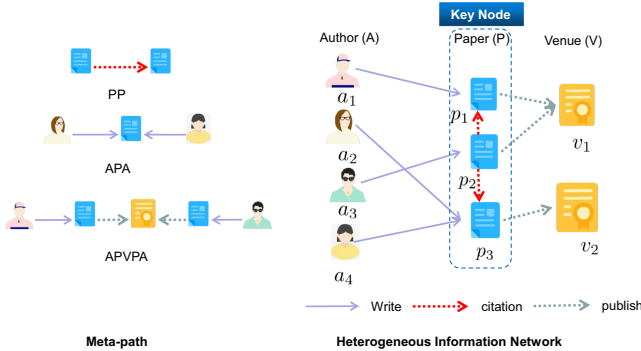 Key Node
Author (A)
Paper (P)
Venue (V)
PP
APA
APVPA
a1
a2
a3
a4
p1
p2
p3
v1
v2
Write
citation
publish
Meta-path
Heterogeneous Information Network